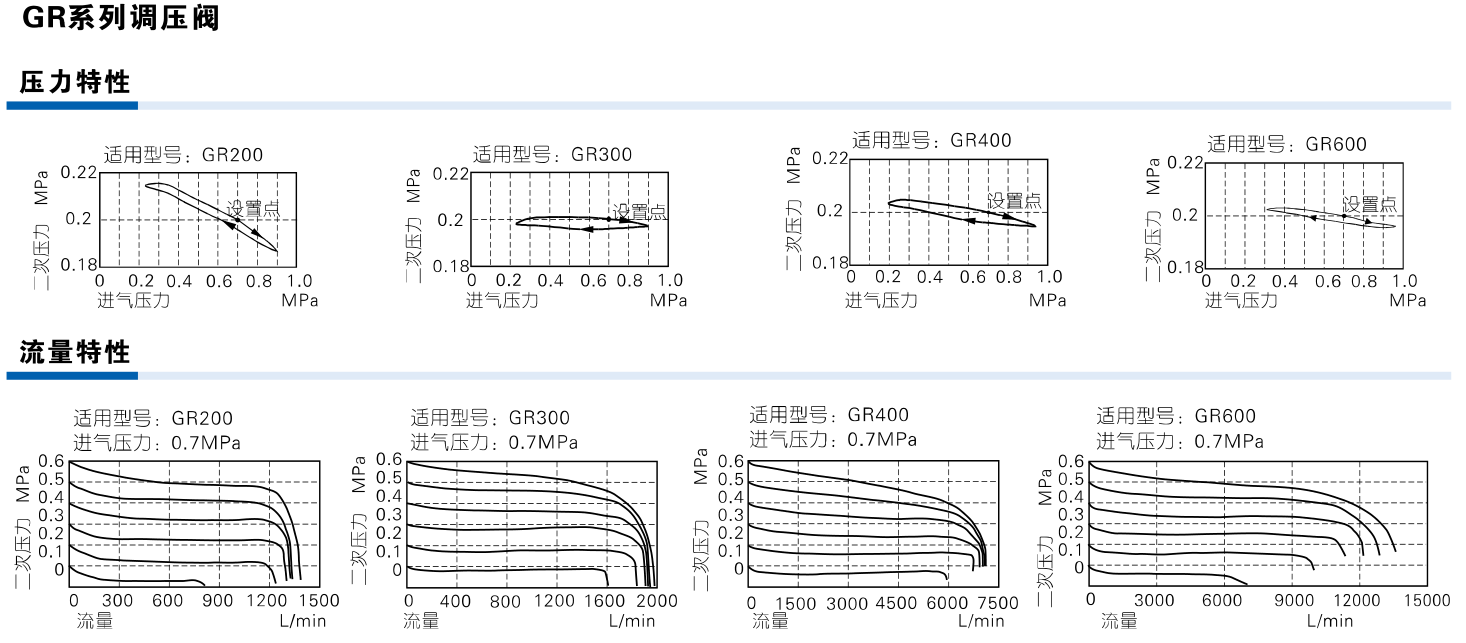 GR系列调压阀
压力特性
适用型号：GR200
0.22
0.2
0.18
二次压力 MPa
设置点
0 0.2 0.4 0.6 0.8 1.0
进气压力 MPa
适用型号：GR300
0.22
0.2
0.18
二次压力 MPa
设置点
0 0.2 0.4 0.6 0.8 1.0
进气压力 MPa
适用型号：GR400
0.22
0.2
0.18
二次压力 MPa
设置点
0 0.2 0.4 0.6 0.8 1.0
进气压力 MPa
适用型号：GR600
0.22
0.2
0.18
二次压力 MPa
设置点
0 0.2 0.4 0.6 0.8 1.0
进气压力 MPa
流量特性
适用型号：GR200
进气压力：0.7MPa
0.6
0.5
0.4
0.3
0.2
0.1
0
二次压力 MPa
0 300 600 900 1200 1500
流量 L/min
适用型号：GR300
进气压力：0.7MPa
0.6
0.5
0.4
0.3
0.2
0.1
0
二次压力 MPa
0 400 800 1200 1600 2000
流量 L/min
适用型号：GR400
进气压力：0.7MPa
0.6
0.5
0.4
0.3
0.2
0.1
0
二次压力 MPa
0 1500 3000 4500 6000 7500
流量 L/min
适用型号：GR600
进气压力：0.7MPa
0.6
0.5
0.4
0.3
0.2
0.1
0
二次压力 MPa
0 3000 6000 9000 12000 15000
流量 L/min